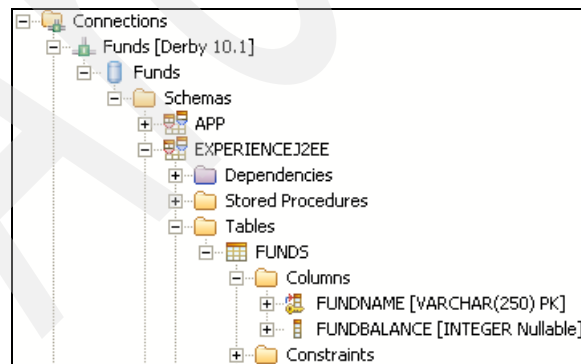 Connections
Funds [Derby 10.1]
Funds
Schemas
APP
EXPERIENCEJ2EE
Dependencies
Stored Procedures
Tables
FUNDS
Columns
FUNDNAME [VARCHAR(250) PK]
FUNDBALANCE [INTEGER Nullable]
Constraints